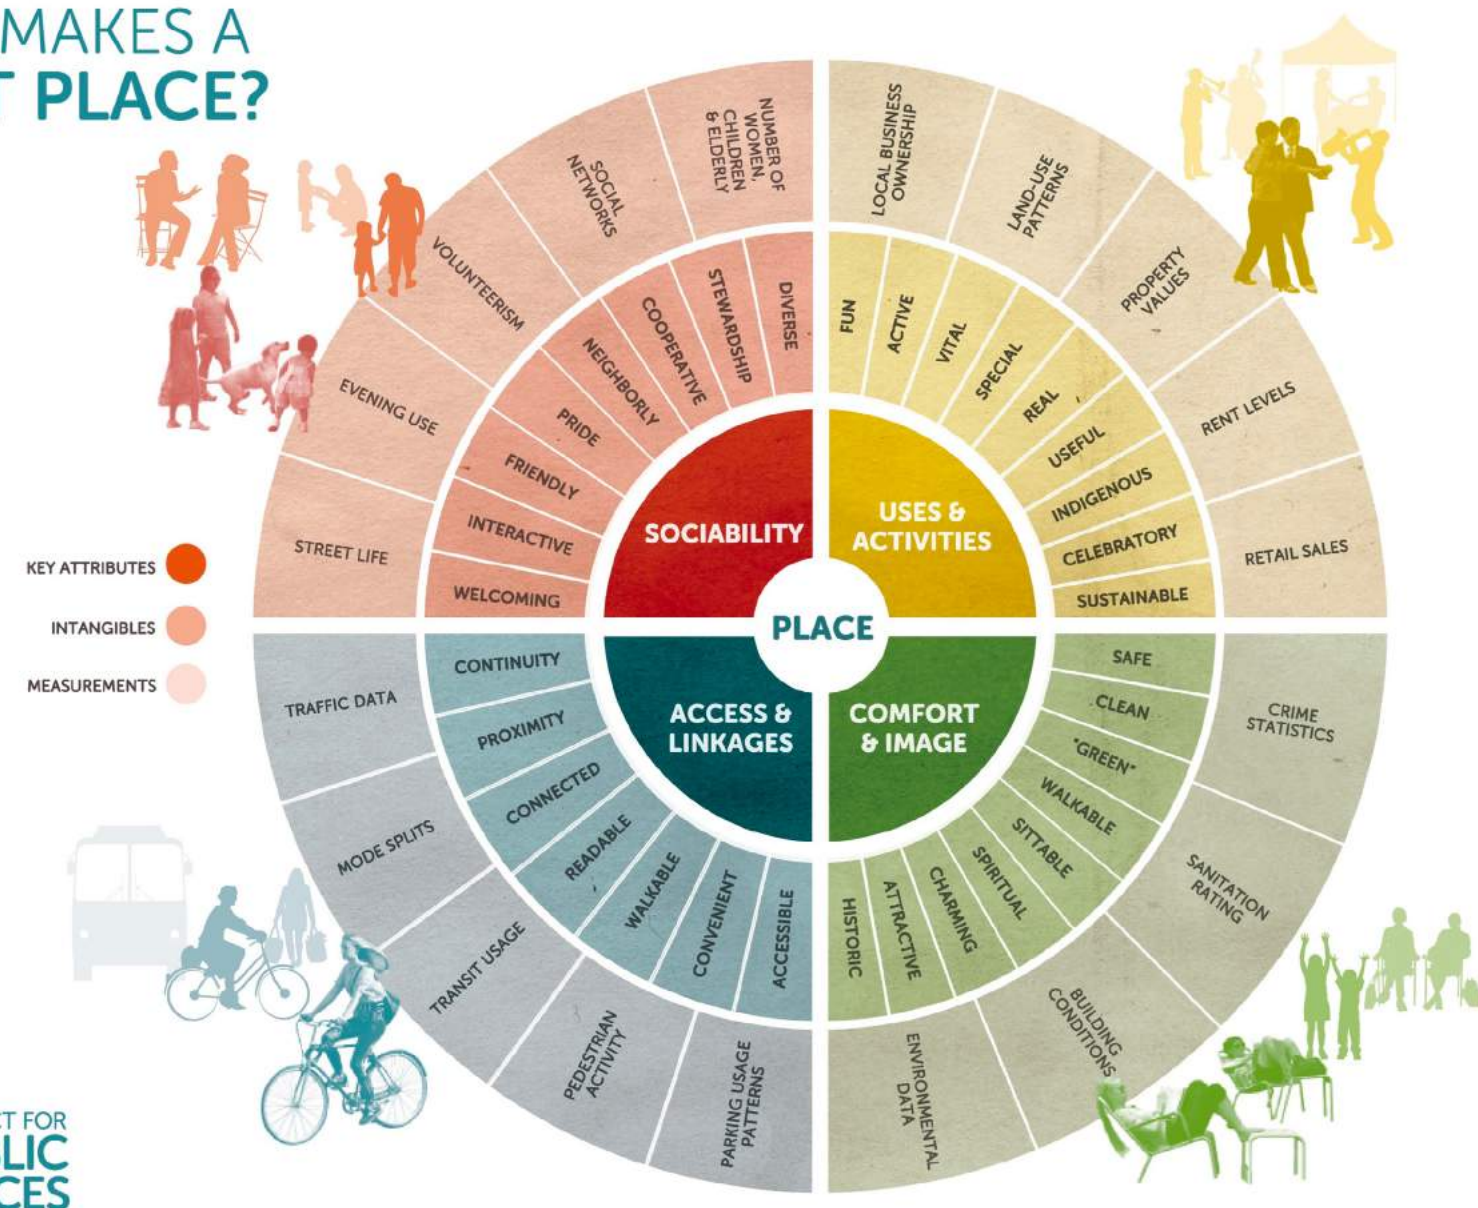 MAKES A
T PLACE?
KEY ATTRIBUTES
INTANGIBLES
MEASUREMENTS
PLACE
SOCIABILITY
USES &
ACTIVITIES
ACCESS &
LINKAGES
COMFORT
& IMAGE
WELCOMING
INTERACTIVE
FRIENDLY
PRIDE
NEIGHBORLY
COOPERATIVE
STEWARDSHIP
DIVERSE
STREET LIFE
EVENING USE
VOLUNTEERISM
SOCIAL
NETWORKS
NUMBER OF
WOMEN,
CHILDREN
& ELDERLY
FUN
ACTIVE
VITAL
SPECIAL
REAL
USEFUL
INDIGENOUS
CELEBRATORY
SUSTAINABLE
LOCAL BUSINESS
OWNERSHIP
LAND-USE
PATTERNS
PROPERTY
VALUES
RENT LEVELS
RETAIL SALES
SAFE
CLEAN
"GREEN"
WALKABLE
SITTABLE
SPIRITUAL
CHARMING
ATTRACTIVE
HISTORIC
CRIME
STATISTICS
SANITATION
RATING
BUILDING
CONDITIONS
ENVIRONMENTAL
DATA
CONTINUITY
PROXIMITY
CONNECTED
READABLE
WALKABLE
CONVENIENT
ACCESSIBLE
TRAFFIC DATA
MODE SPLITS
TRANSIT USAGE
PEDESTRIAN
ACTIVITY
PARKING USAGE
PATTERNS
CT FOR
BLIC
CES